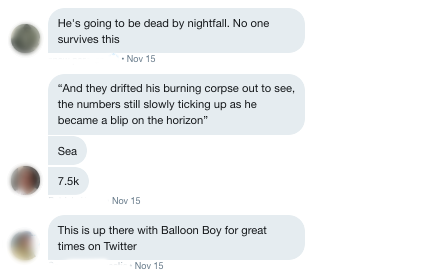 He's going to be dead by nightfall. No one
survives this
• Nov 15
“And they drifted his burning corpse out to see,
the numbers still slowly ticking up as he
became a blip on the horizon”
Sea
7.5k
Nov 15
This is up there with Balloon Boy for great
times on Twitter
· Nov 15